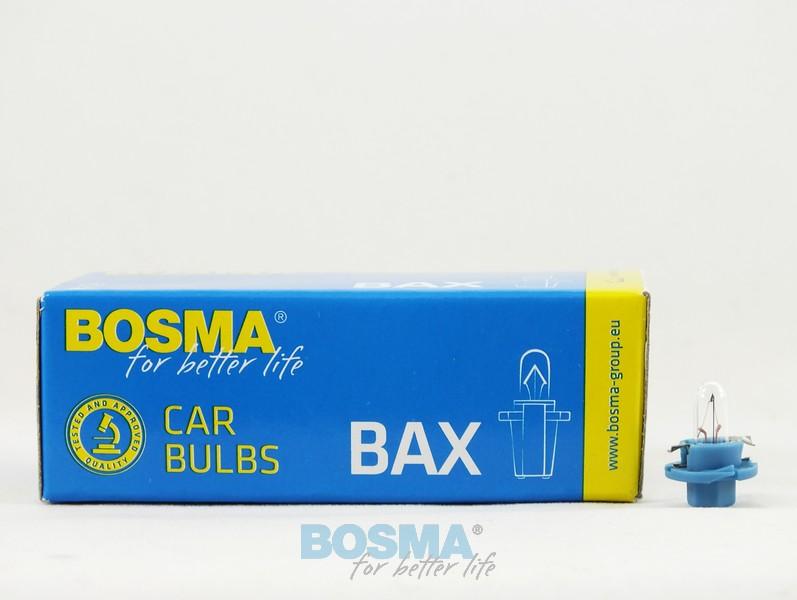 BAX
BOSMA®
for better life
TESTED AND APPROVED
QUALITY
CAR
BULBS
BAX
www.bosma-group.eu
BOSMA®
for better life